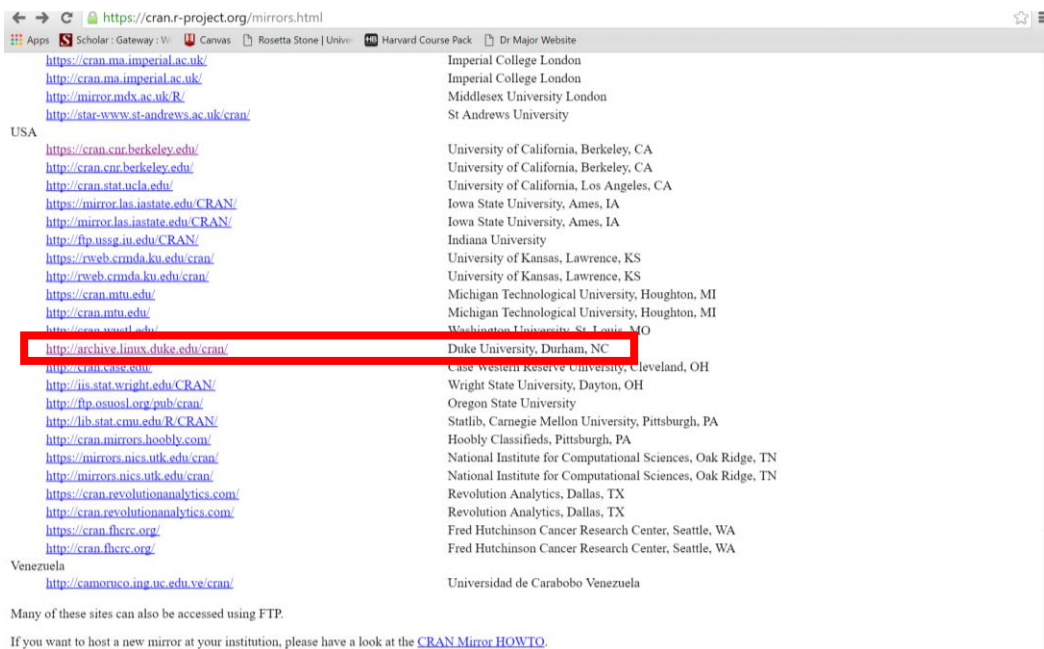 https://cran.r-project.org/mirrors.html
Apps Scholar : Gateway : W Canvas Rosetta Stone | Unive HB Harvard Course Pack Dr Major Website
https://cran.ma.imperial.ac.uk/ Imperial College London
http://cran.ma.imperial.ac.uk/ Imperial College London
http://mirror.mdx.ac.uk/R/ Middlesex University London
http://star-www.st-andrews.ac.uk/cran/ St Andrews University
USA
https://cran.cnr.berkeley.edu/ University of California, Berkeley, CA
http://cran.cnr.berkeley.edu/ University of California, Berkeley, CA
http://cran.stat.ucla.edu/ University of California, Los Angeles, CA
https://mirror.las.iastate.edu/CRAN/ Iowa State University, Ames, IA
http://mirror.las.iastate.edu/CRAN/ Iowa State University, Ames, IA
http://ftp.ussg.iu.edu/CRAN/ Indiana University
https://rweb.crmda.ku.edu/cran/ University of Kansas, Lawrence, KS
http://rweb.crmda.ku.edu/cran/ University of Kansas, Lawrence, KS
https://cran.mtu.edu/ Michigan Technological University, Houghton, MI
http://cran.mtu.edu/ Michigan Technological University, Houghton, MI
http://cran.wustl.edu/ Washington University, St. Louis, MO
http://archive.linux.duke.edu/cran/ Duke University, Durham, NC
http://cran.case.edu/ Case Western Reserve University, Cleveland, OH
http://iis.stat.wright.edu/CRAN/ Wright State University, Dayton, OH
http://ftp.osuosl.org/pub/cran/ Oregon State University
http://lib.stat.cmu.edu/R/CRAN/ Statlib, Carnegie Mellon University, Pittsburgh, PA
http://cran.mirrors.hoobly.com/ Hoobly Classifieds, Pittsburgh, PA
https://mirrors.nics.utk.edu/cran/ National Institute for Computational Sciences, Oak Ridge, TN
http://mirrors.nics.utk.edu/cran/ National Institute for Computational Sciences, Oak Ridge, TN
https://cran.revolutionanalytics.com/ Revolution Analytics, Dallas, TX
http://cran.revolutionanalytics.com/ Revolution Analytics, Dallas, TX
https://cran.fhcrc.org/ Fred Hutchinson Cancer Research Center, Seattle, WA
http://cran.fhcrc.org/ Fred Hutchinson Cancer Research Center, Seattle, WA
Venezuela
http://camoruco.ing.uc.edu.ve/cran/ Universidad de Carabobo Venezuela
Many of these sites can also be accessed using FTP.
If you want to host a new mirror at your institution, please have a look at the CRAN Mirror HOWTO.